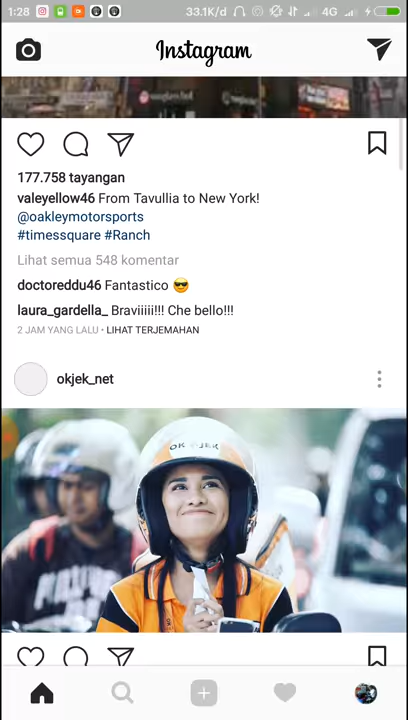 1:28 33.1K/d 4G
Instagram
177.758 tayangan
valeyellow46 From Tavullia to New York!
@oakleymotorsports
#timessquare #Ranch
Lihat semua 548 komentar
doctoreddu46 Fantastico 😎
laura_gardella_ Braviiiii!!! Che bello!!!
2 JAM YANG LALU • LIHAT TERJEMAHAN
okjek_net
OK JEK